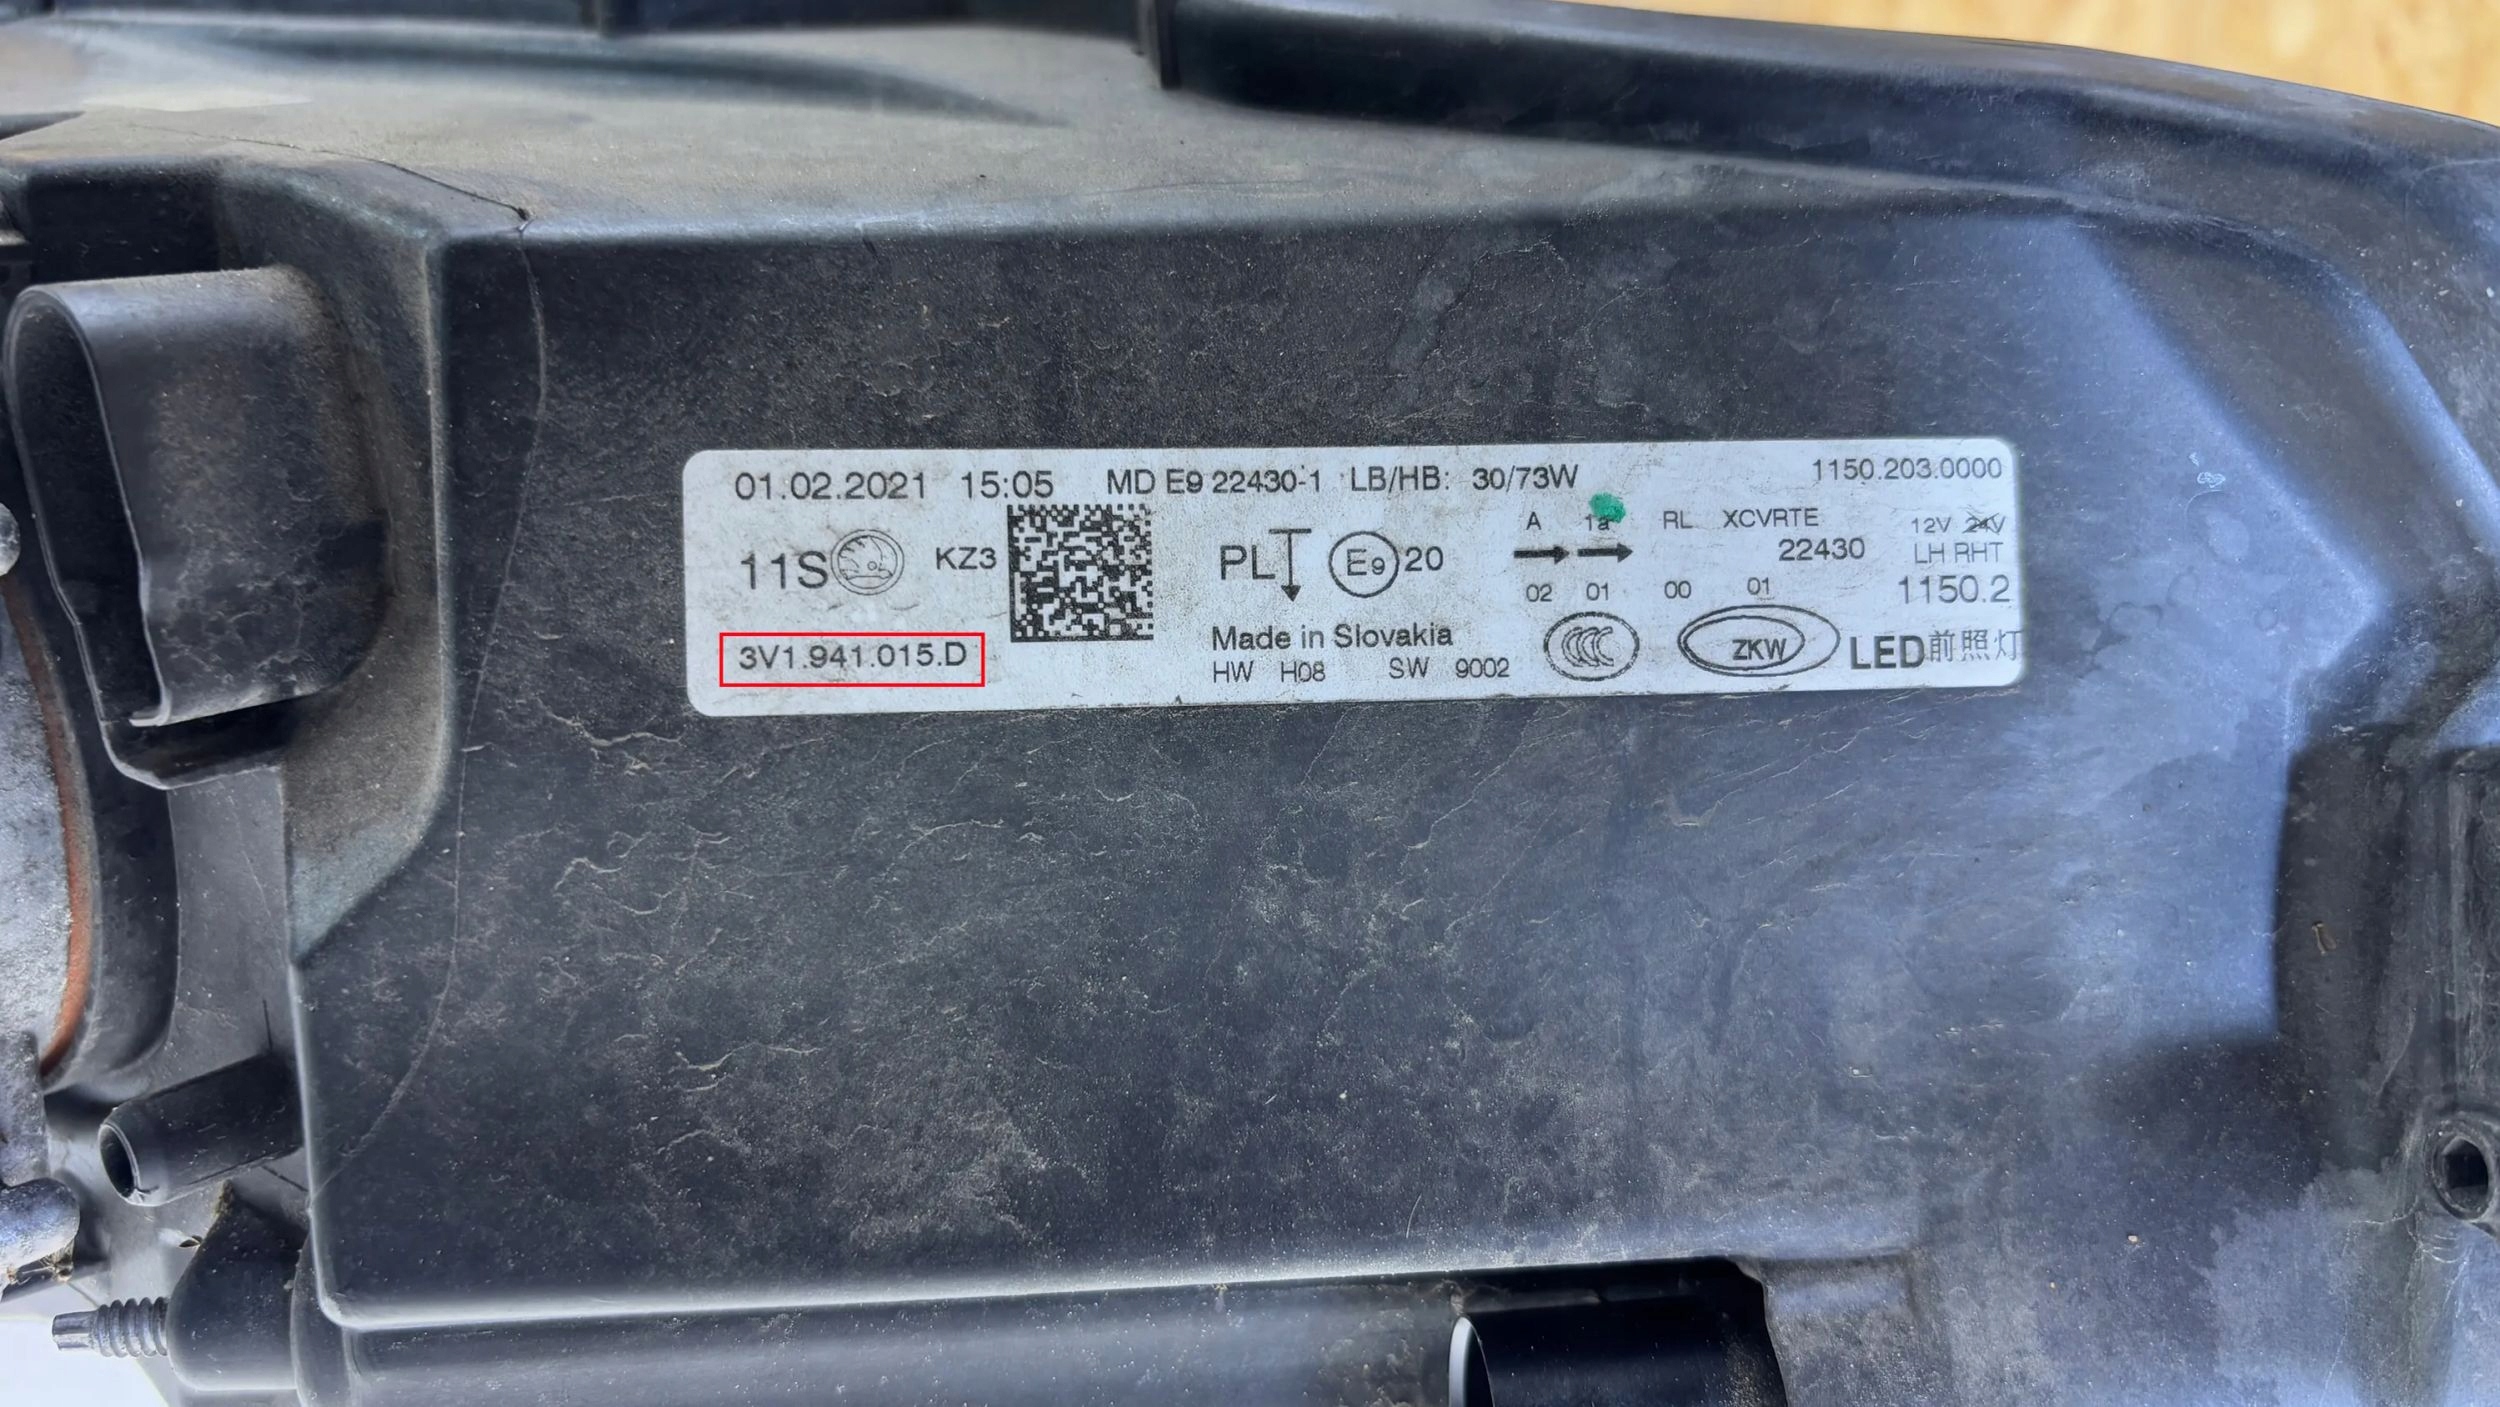 01.02.2021 15:05 MD E9 22430-1 LB/HB: 30/73W 1150.203.0000
A 1a RL XCVRTE 12V 24V
11S KZ3 PL E9 20 22430 LH RHT
02 01 00 01 1150.2
Made in Slovakia
3V1.941.015.D HW H08 SW 9002 CCC ZKW LED前照灯